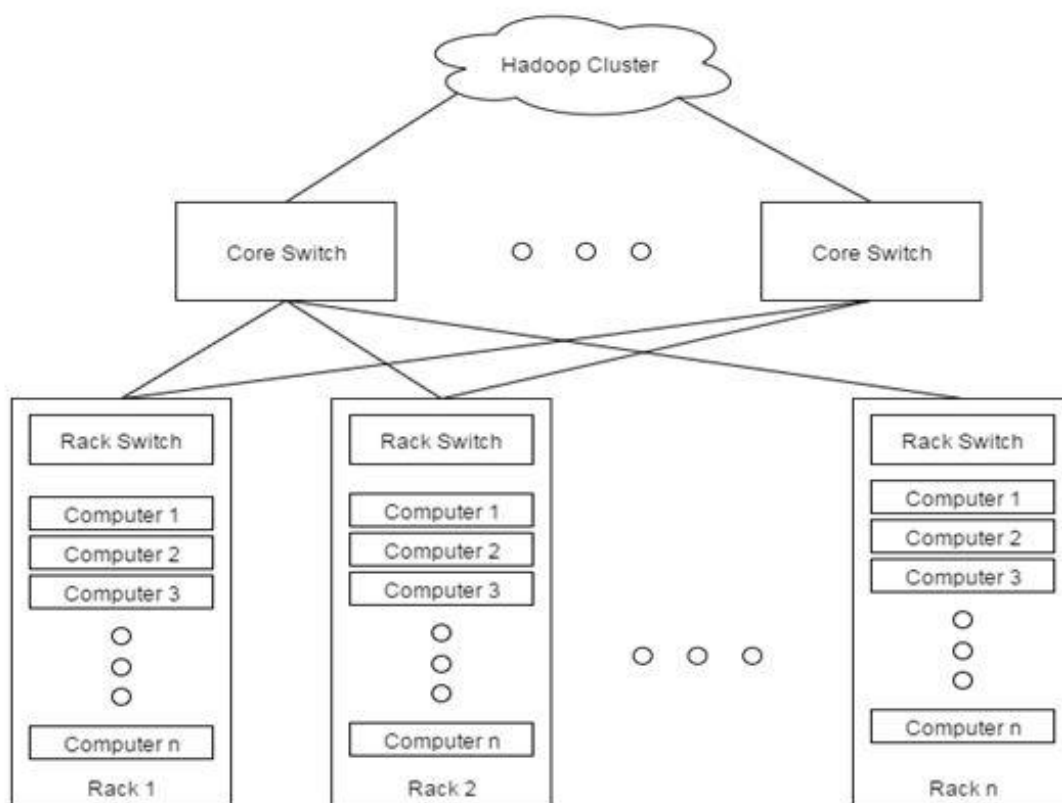 Hadoop Cluster
Core Switch
Core Switch
Rack Switch
Computer 1
Computer 2
Computer 3
Computer n
Rack 1
Rack Switch
Computer 1
Computer 2
Computer 3
Computer n
Rack 2
Rack Switch
Computer 1
Computer 2
Computer 3
Computer n
Rack n